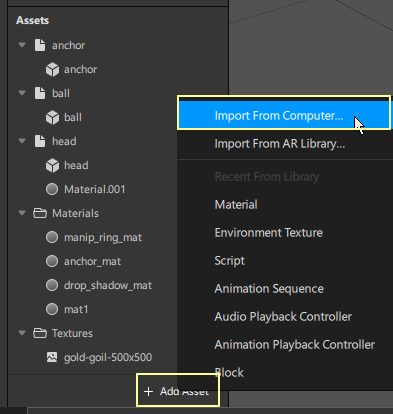 Assets
anchor
anchor
ball
ball
head
head
Material.001
Materials
manip_ring_mat
anchor_mat
drop_shadow_mat
mat1
Textures
gold-goil-500x500
+ Add Asset
Import From Computer...
Import From AR Library...
Recent From Library
Material
Environment Texture
Script
Animation Sequence
Audio Playback Controller
Animation Playback Controller
Block